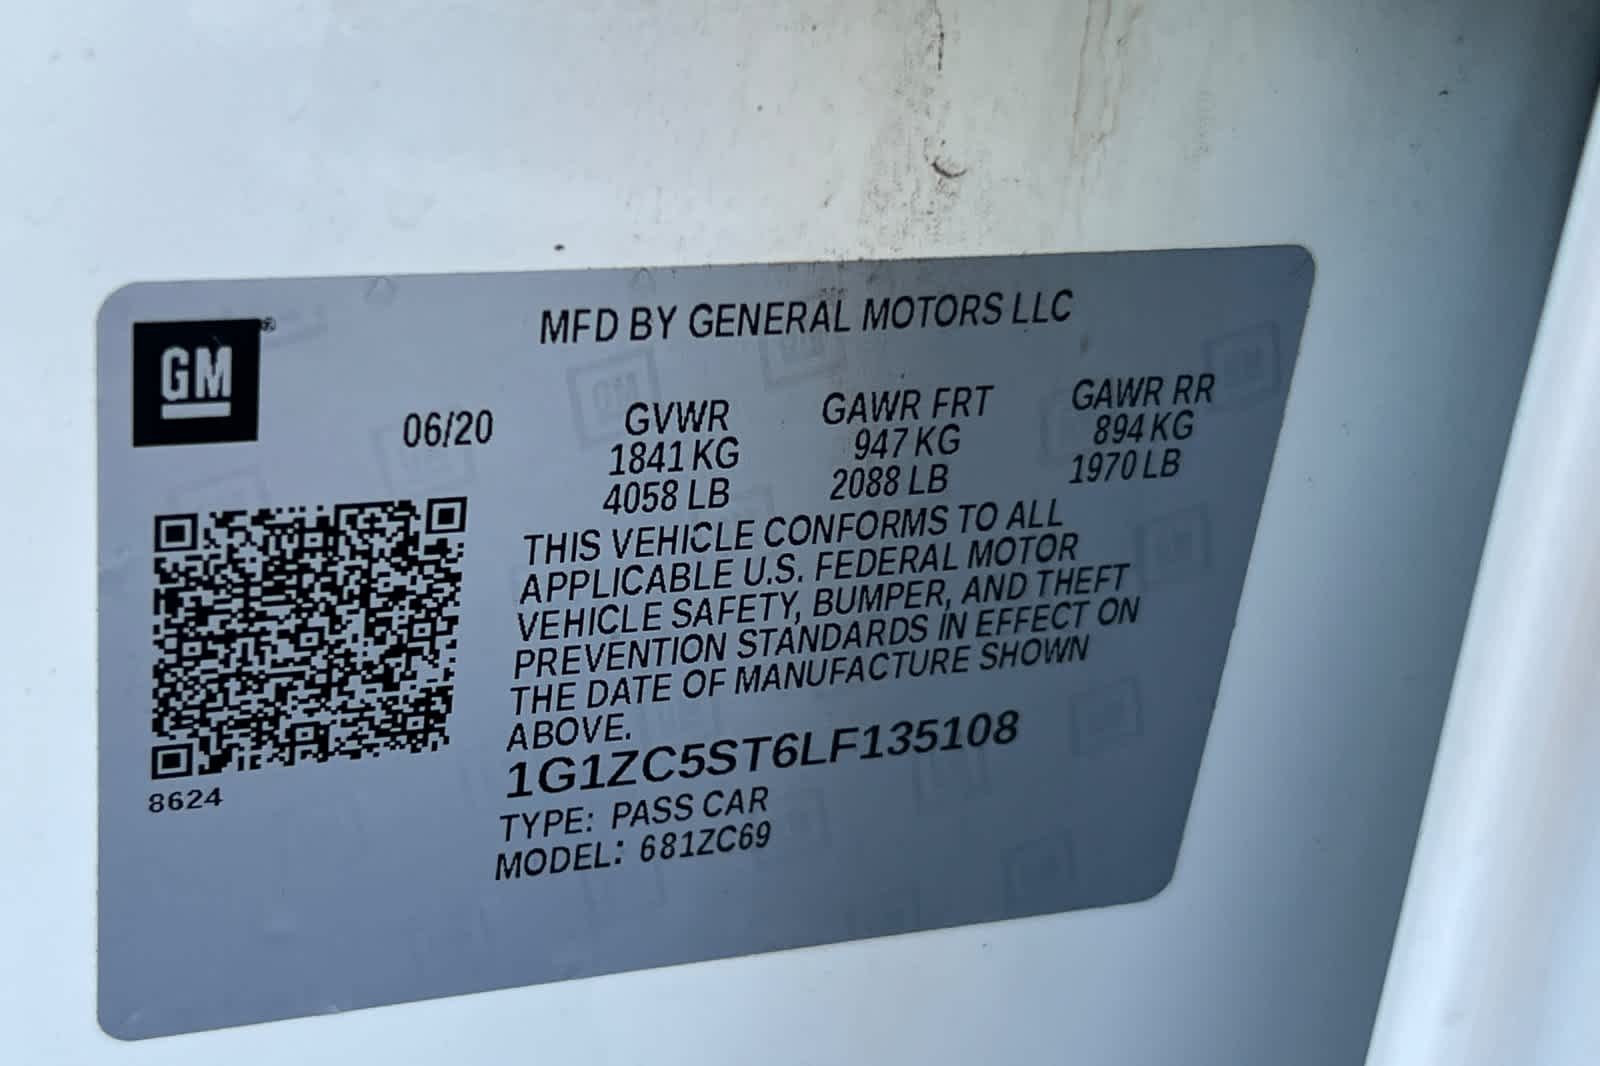 GM
MFD BY GENERAL MOTORS LLC
06/20
GVWR GAWR FRT GAWR RR
1841 KG 947 KG 894 KG
4058 LB 2088 LB 1970 LB
THIS VEHICLE CONFORMS TO ALL
APPLICABLE U.S. FEDERAL MOTOR
VEHICLE SAFETY, BUMPER, AND THEFT
PREVENTION STANDARDS IN EFFECT ON
THE DATE OF MANUFACTURE SHOWN
ABOVE.
1G1ZC5ST6LF135108
TYPE: PASS CAR
MODEL: 681ZC69
8624